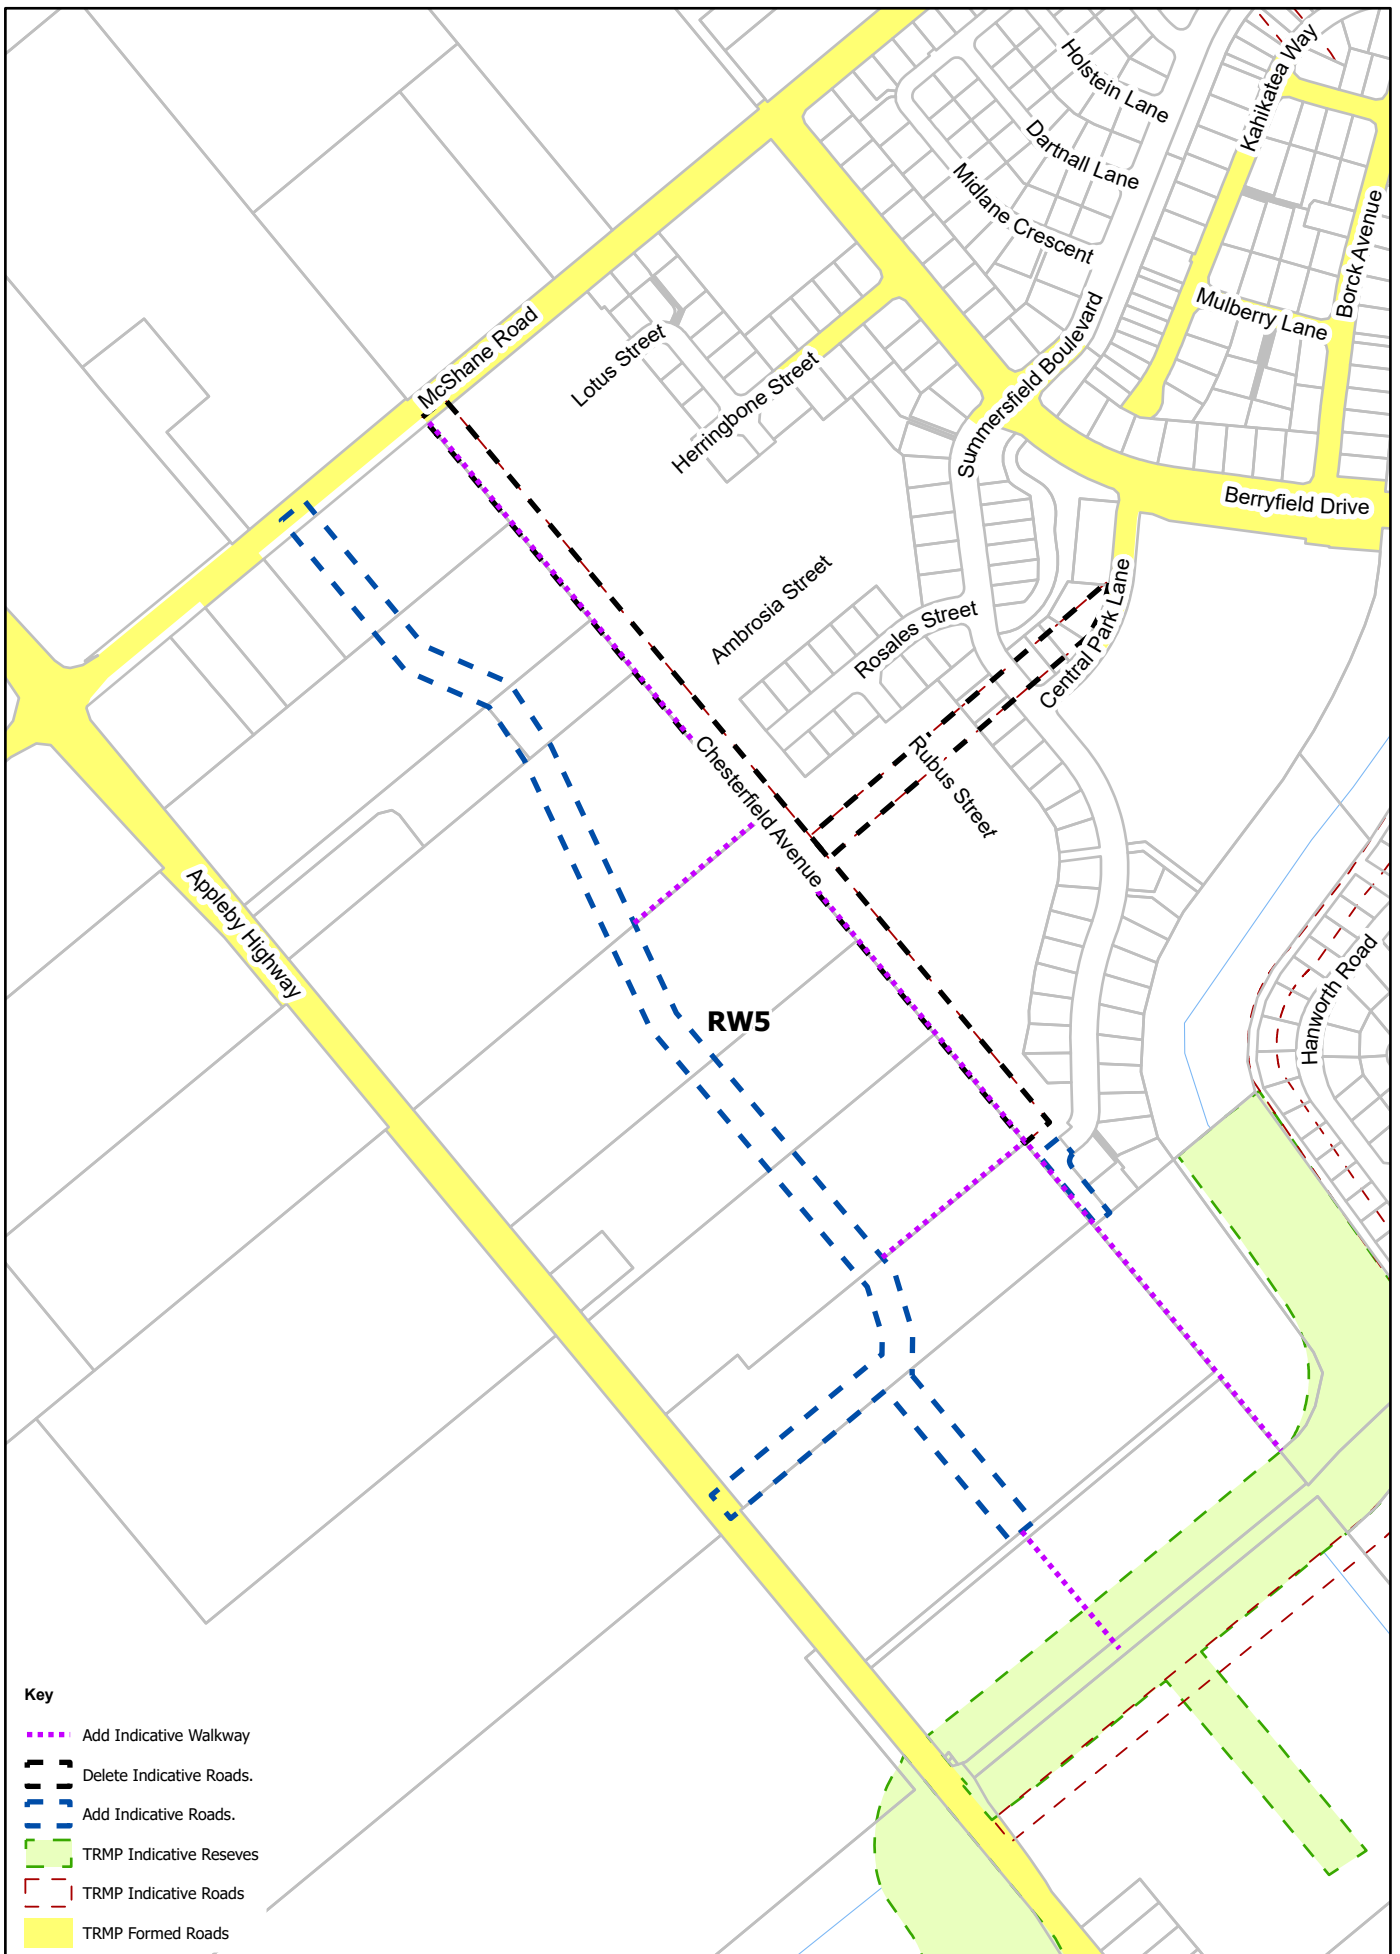 Holstein Lane
Kahikatea Way
Dartnall Lane
Midlane Crescent
Borck Avenue
Mulberry Lane
McShane Road
Lotus Street
Herringbone Street
Summersfield Boulevard
Berryfield Drive
Ambrosia Street
Rosales Street
Central Park Lane
Rubus Street
Chesterfield Avenue
Appleby Highway
Hanworth Road
RW5
Key
Add Indicative Walkway
Delete Indicative Roads.
Add Indicative Roads.
TRMP Indicative Reseves
TRMP Indicative Roads
TRMP Formed Roads